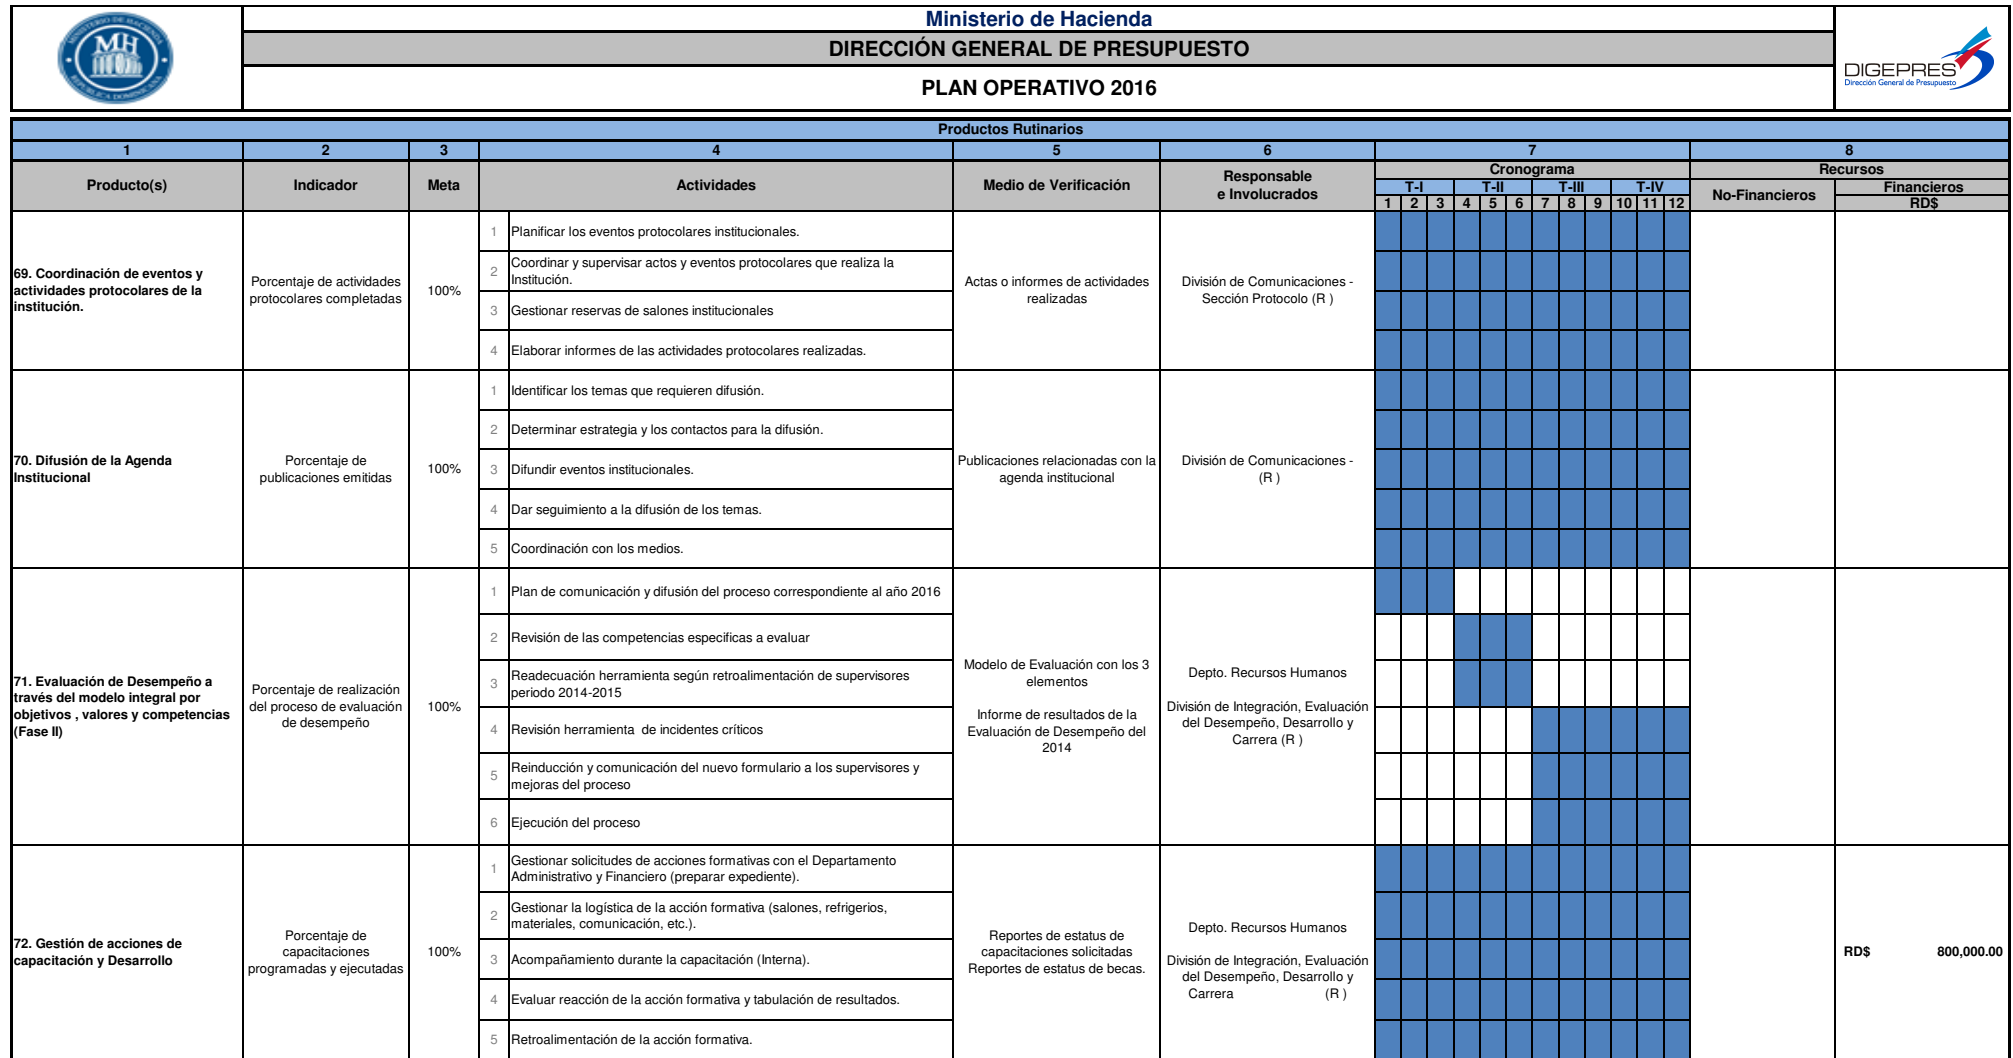 MINISTERIO DE HACIENDA
MH
REPUBLICA DOMINICANA
Ministerio de Hacienda
DIRECCIÓN GENERAL DE PRESUPUESTO
PLAN OPERATIVO 2016
DIGEPRES
Dirección General de Presupuesto
Productos Rutinarios
1 2 3 4 5 6 7 8
Producto(s)
Indicador
Meta
Actividades
Medio de Verificación
Responsable
e Involucrados
Cronograma
T-I T-II T-III T-IV
1 2 3 4 5 6 7 8 9 10 11 12
Recursos
No-Financieros
Financieros
RD$
69. Coordinación de eventos y
actividades protocolares de la
institución.
Porcentaje de actividades
protocolares completadas
100%
1 Planificar los eventos protocolares institucionales.
2 Coordinar y supervisar actos y eventos protocolares que realiza la
Institución.
3 Gestionar reservas de salones institucionales
4 Elaborar informes de las actividades protocolares realizadas.
Actas o informes de actividades
realizadas
División de Comunicaciones -
Sección Protocolo (R )
70. Difusión de la Agenda
Institucional
Porcentaje de
publicaciones emitidas
100%
1 Identificar los temas que requieren difusión.
2 Determinar estrategia y los contactos para la difusión.
3 Difundir eventos institucionales.
4 Dar seguimiento a la difusión de los temas.
5 Coordinación con los medios.
Publicaciones relacionadas con la
agenda institucional
División de Comunicaciones -
(R )
71. Evaluación de Desempeño a
través del modelo integral por
objetivos , valores y competencias
(Fase II)
Porcentaje de realización
del proceso de evaluación
de desempeño
100%
1 Plan de comunicación y difusión del proceso correspondiente al año 2016
2 Revisión de las competencias especificas a evaluar
3 Readecuación herramienta según retroalimentación de supervisores
periodo 2014-2015
4 Revisión herramienta de incidentes críticos
5 Reinducción y comunicación del nuevo formulario a los supervisores y
mejoras del proceso
6 Ejecución del proceso
Modelo de Evaluación con los 3
elementos
Informe de resultados de la
Evaluación de Desempeño del
2014
Depto. Recursos Humanos
División de Integración, Evaluación
del Desempeño, Desarrollo y
Carrera (R )
72. Gestión de acciones de
capacitación y Desarrollo
Porcentaje de
capacitaciones
programadas y ejecutadas
100%
1 Gestionar solicitudes de acciones formativas con el Departamento
Administrativo y Financiero (preparar expediente).
2 Gestionar la logística de la acción formativa (salones, refrigerios,
materiales, comunicación, etc.).
3 Acompañamiento durante la capacitación (Interna).
4 Evaluar reacción de la acción formativa y tabulación de resultados.
5 Retroalimentación de la acción formativa.
Reportes de estatus de
capacitaciones solicitadas
Reportes de estatus de becas.
Depto. Recursos Humanos
División de Integración, Evaluación
del Desempeño, Desarrollo y
Carrera (R )
RD$ 800,000.00